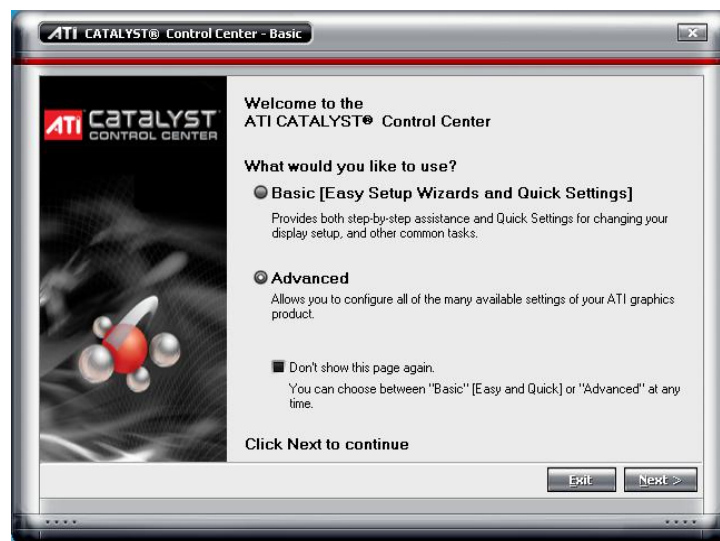 ATI CATALYST® Control Center - Basic
ATI CATALYST
CONTROL CENTER
Welcome to the
ATI CATALYST® Control Center
What would you like to use?
Basic [Easy Setup Wizards and Quick Settings]
Provides both step-by-step assistance and Quick Settings for changing your
display setup, and other common tasks.
Advanced
Allows you to configure all of the many available settings of your ATI graphics
product.
Don't show this page again.
You can choose between "Basic" [Easy and Quick] or "Advanced" at any
time.
Click Next to continue
Exit
Next >